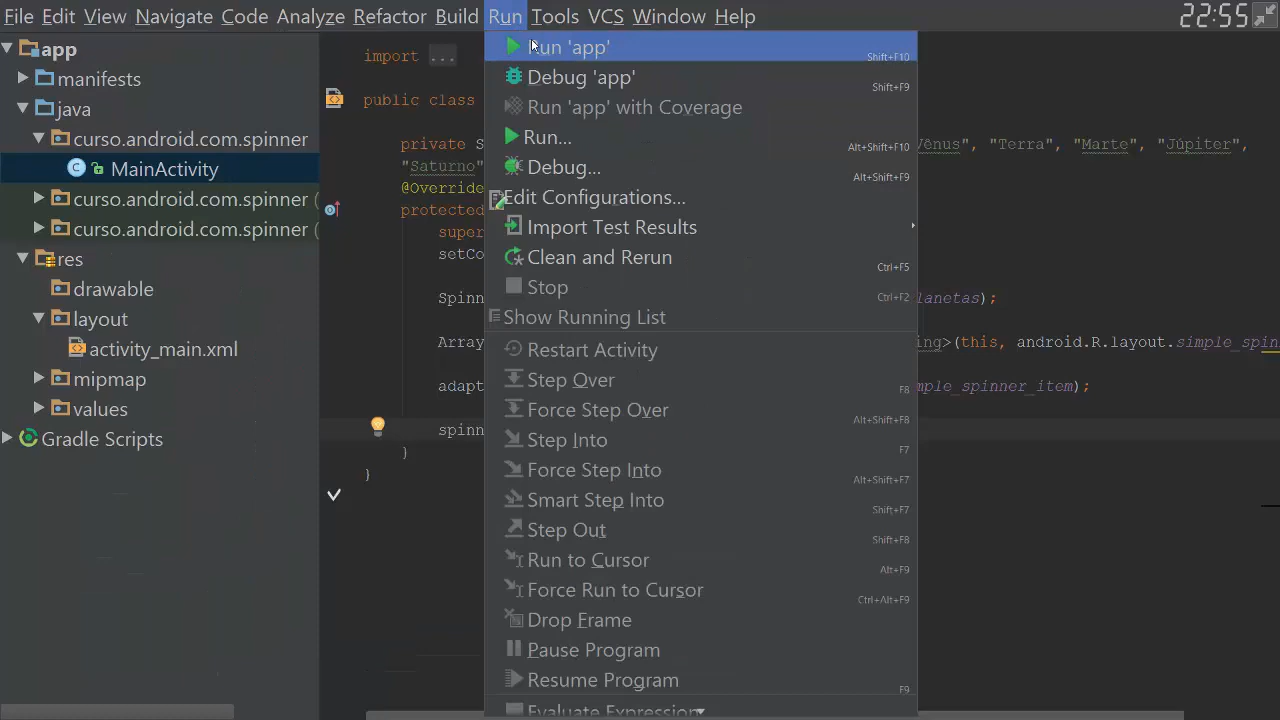 File Edit View Navigate Code Analyze Refactor Build Run Tools VCS Window Help 22:55
app
manifests
java
curso.android.com.spinner
MainActivity
curso.android.com.spinner (
curso.android.com.spinner (
res
drawable
layout
activity_main.xml
mipmap
values
Gradle Scripts
import ...
public class
private S
Vênus", "Terra", "Marte", "Júpiter",
"Saturno"
@Override
protected
super
setCo
Spinn
lanetas);
Array
ing>(this, android.R.layout.simple_spin
adapt
mple_spinner_item);
spinn
}
}
Run 'app' Shift+F10
Debug 'app' Shift+F9
Run 'app' with Coverage
Run... Alt+Shift+F10
Debug... Alt+Shift+F9
Edit Configurations...
Import Test Results
Clean and Rerun Ctrl+F5
Stop Ctrl+F2
Show Running List
Restart Activity
Step Over F8
Force Step Over Alt+Shift+F8
Step Into F7
Force Step Into Alt+Shift+F7
Smart Step Into Shift+F7
Step Out Shift+F8
Run to Cursor Alt+F9
Force Run to Cursor Ctrl+Alt+F9
Drop Frame
Pause Program
Resume Program F9
Evaluate Expression